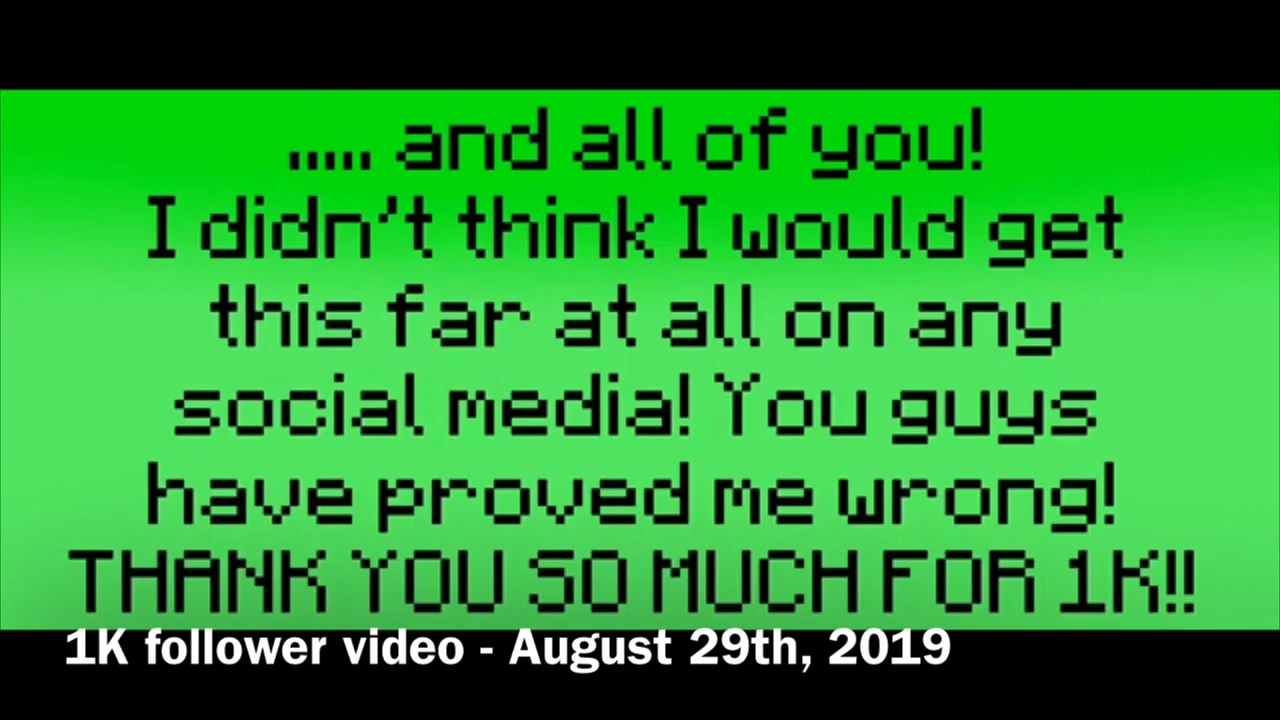 ..... and all of you!
I didn't think I would get
this far at all on any
social media! You guys
have proved me wrong!
THANK YOU SO MUCH FOR 1K!!
1K follower video - August 29th, 2019